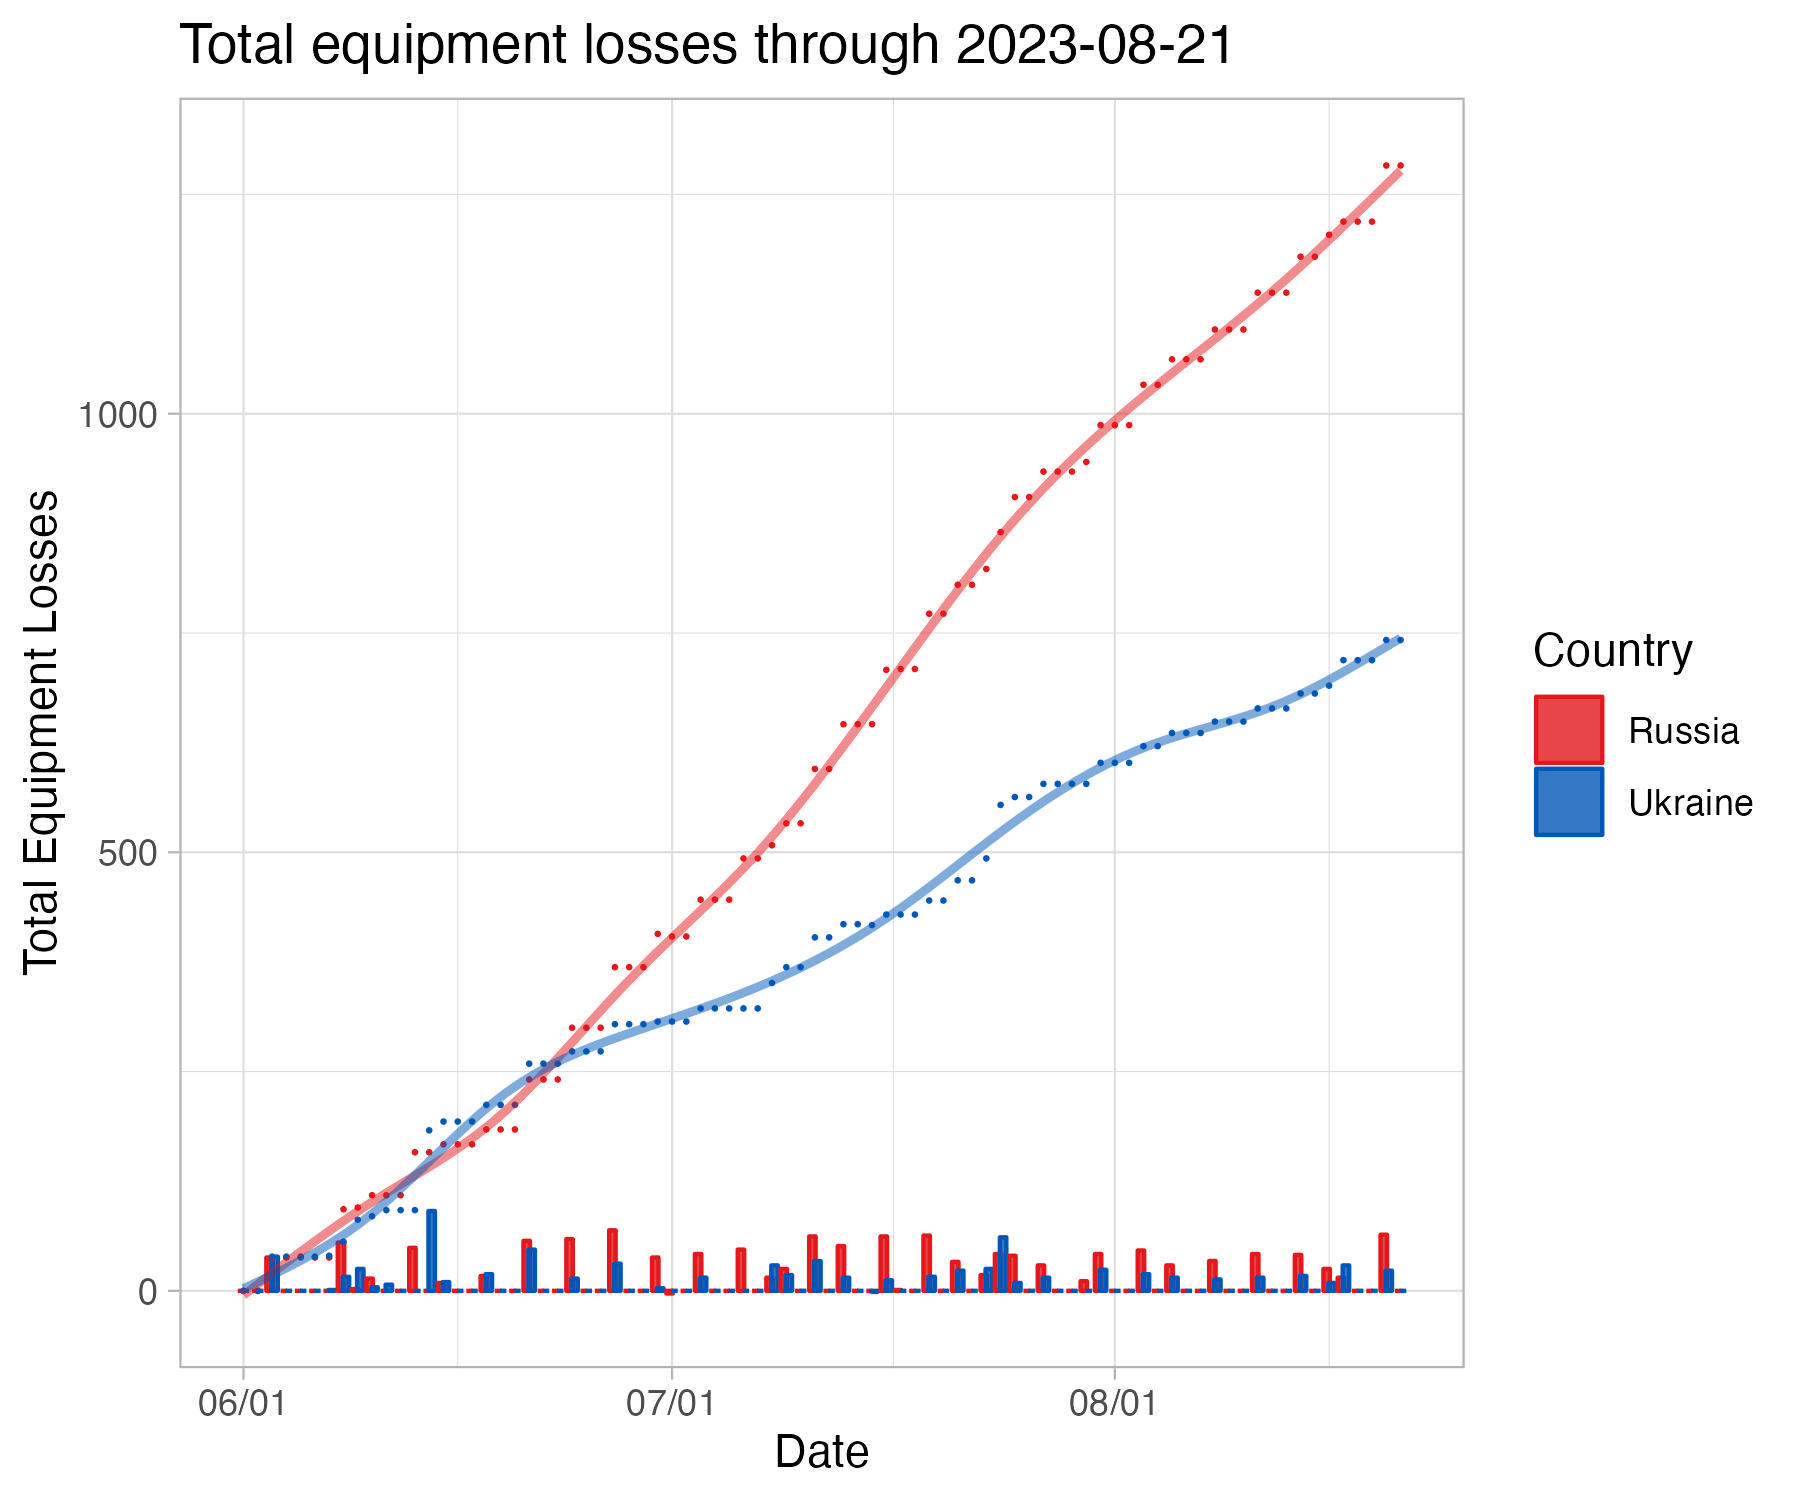 Total equipment losses through 2023-08-21
Total Equipment Losses
1000
500
0
06/01
07/01
08/01
Date
Country
Russia
Ukraine